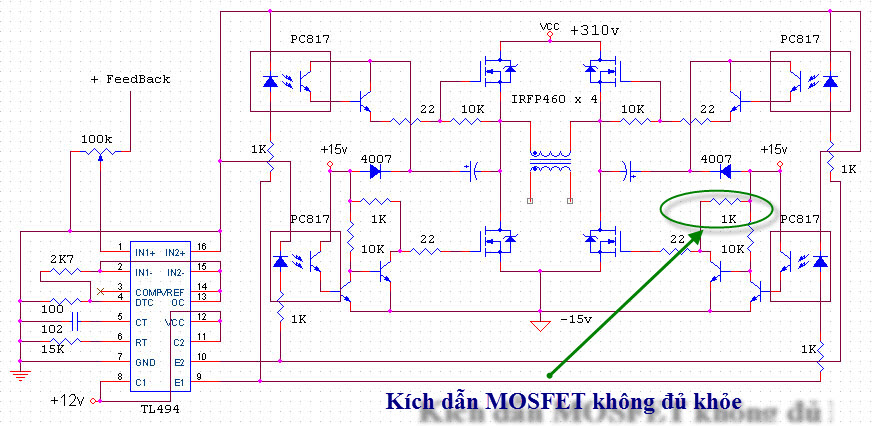 VCC
+310v
PC817
PC817
+ FeedBack
IRFP460 x 4
22
10K
10K
22
100k
1K
+15v
4007
4007
+15v
1K
1K
1K
PC817
PC817
10K
22
22
10K
1 IN1+ IN2+ 16
2K7
2 IN1- IN2- 15
3 COMP VREF 14
4 DTC OC 13
100
5 CT VCC 12
102
6 RT C2 11
15K
7 GND E2 10
8 C1 E1 9
+12v
TL494
1K
1K
-15v
Kích dẫn MOSFET không đủ khỏe